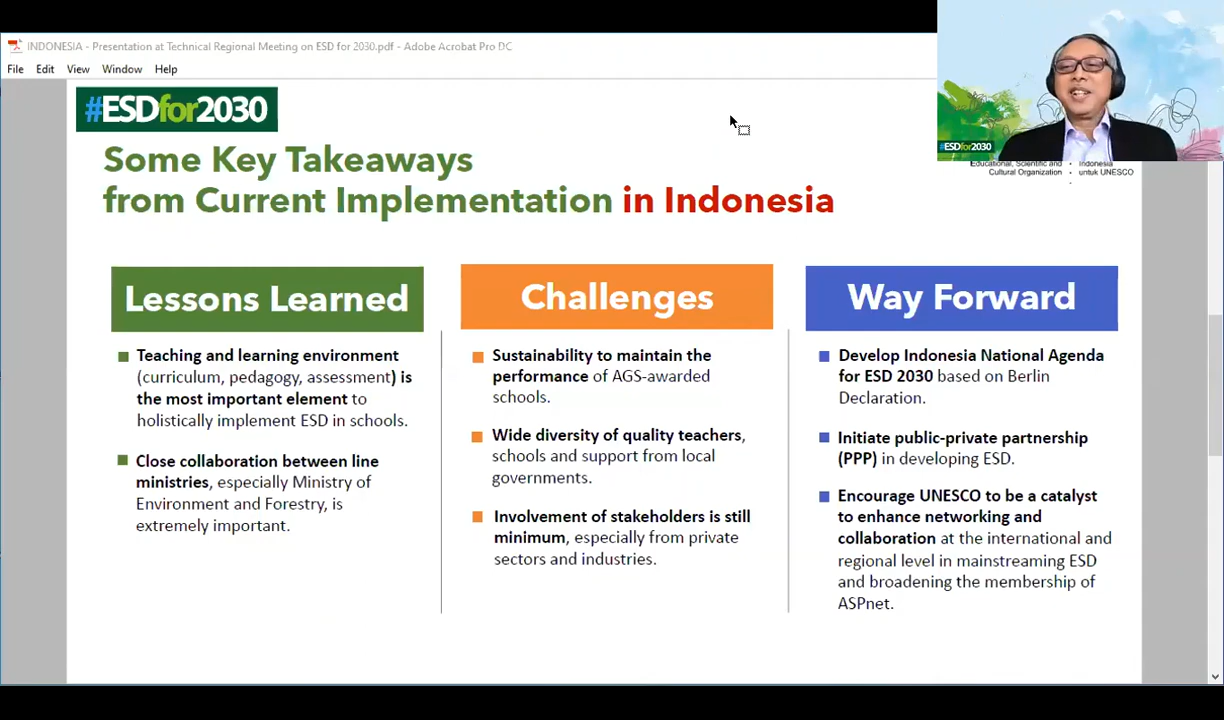 INDONESIA - Presentation at Technical Regional Meeting on ESD for 2030.pdf - Adobe Acrobat Pro DC
File Edit View Window Help
#ESDfor2030
#ESDfor2030
Educational, Scientific and
Cultural Organization
Indonesia
untuk UNESCO
Some Key Takeaways
from Current Implementation in Indonesia
Lessons Learned
Teaching and learning environment
(curriculum, pedagogy, assessment) is
the most important element to
holistically implement ESD in schools.
Close collaboration between line
ministries, especially Ministry of
Environment and Forestry, is
extremely important.
Challenges
Sustainability to maintain the
performance of AGS-awarded
schools.
Wide diversity of quality teachers,
schools and support from local
governments.
Involvement of stakeholders is still
minimum, especially from private
sectors and industries.
Way Forward
Develop Indonesia National Agenda
for ESD 2030 based on Berlin
Declaration.
Initiate public-private partnership
(PPP) in developing ESD.
Encourage UNESCO to be a catalyst
to enhance networking and
collaboration at the international and
regional level in mainstreaming ESD
and broadening the membership of
ASPnet.